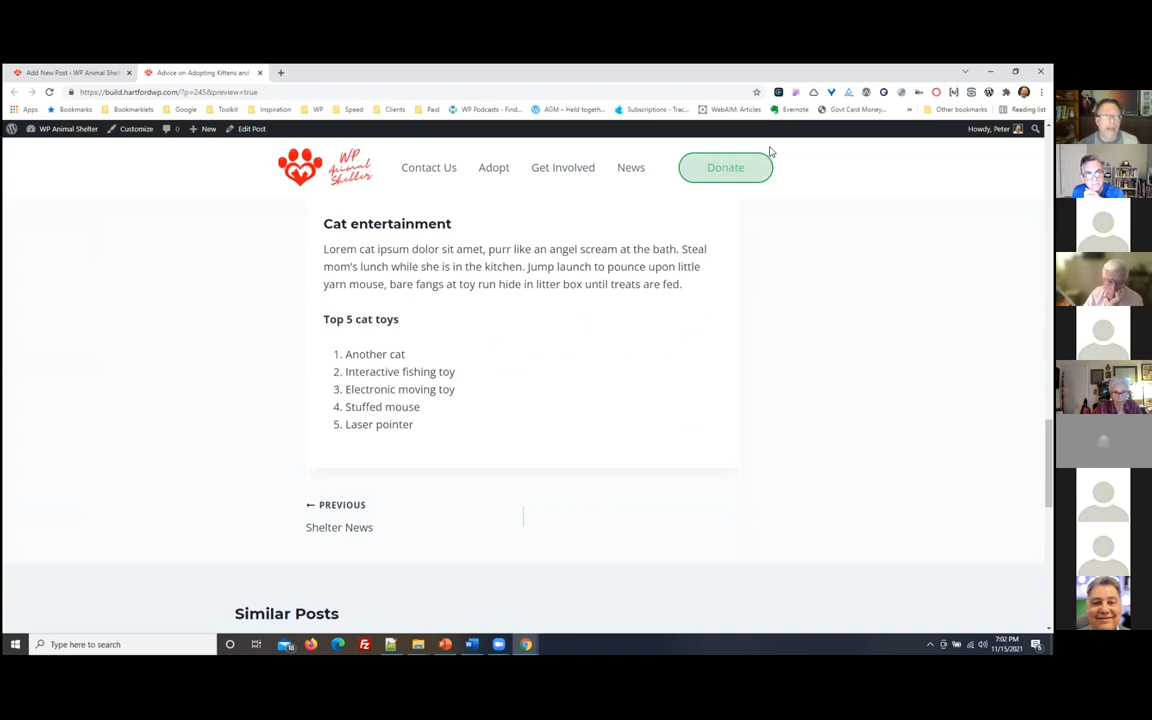 Add New Post ‹ WP Animal Shelt
Advice on Adopting Kittens and
https://build.hartfordwp.com/?p=245&preview=true
Apps
Bookmarks
Bookmarklets
Google
Toolkit
Inspiration
WP
Speed
Clients
Paid
WP Podcasts - Find...
AGM – Held togeth...
Subscriptions - Trac...
WebAIM: Articles
Evernote
Govt Card Money...
»
Other bookmarks
Reading list
WP Animal Shelter
Customize
0
New
Edit Post
Howdy, Peter
WP
Animal
Shelter
Contact Us
Adopt
Get Involved
News
Donate
Cat entertainment
Lorem cat ipsum dolor sit amet, purr like an angel scream at the bath. Steal
mom's lunch while she is in the kitchen. Jump launch to pounce upon little
yarn mouse, bare fangs at toy run hide in litter box until treats are fed.
Top 5 cat toys
1. Another cat
2. Interactive fishing toy
3. Electronic moving toy
4. Stuffed mouse
5. Laser pointer
← PREVIOUS
Shelter News
Similar Posts
Type here to search
7:02 PM
11/15/2021